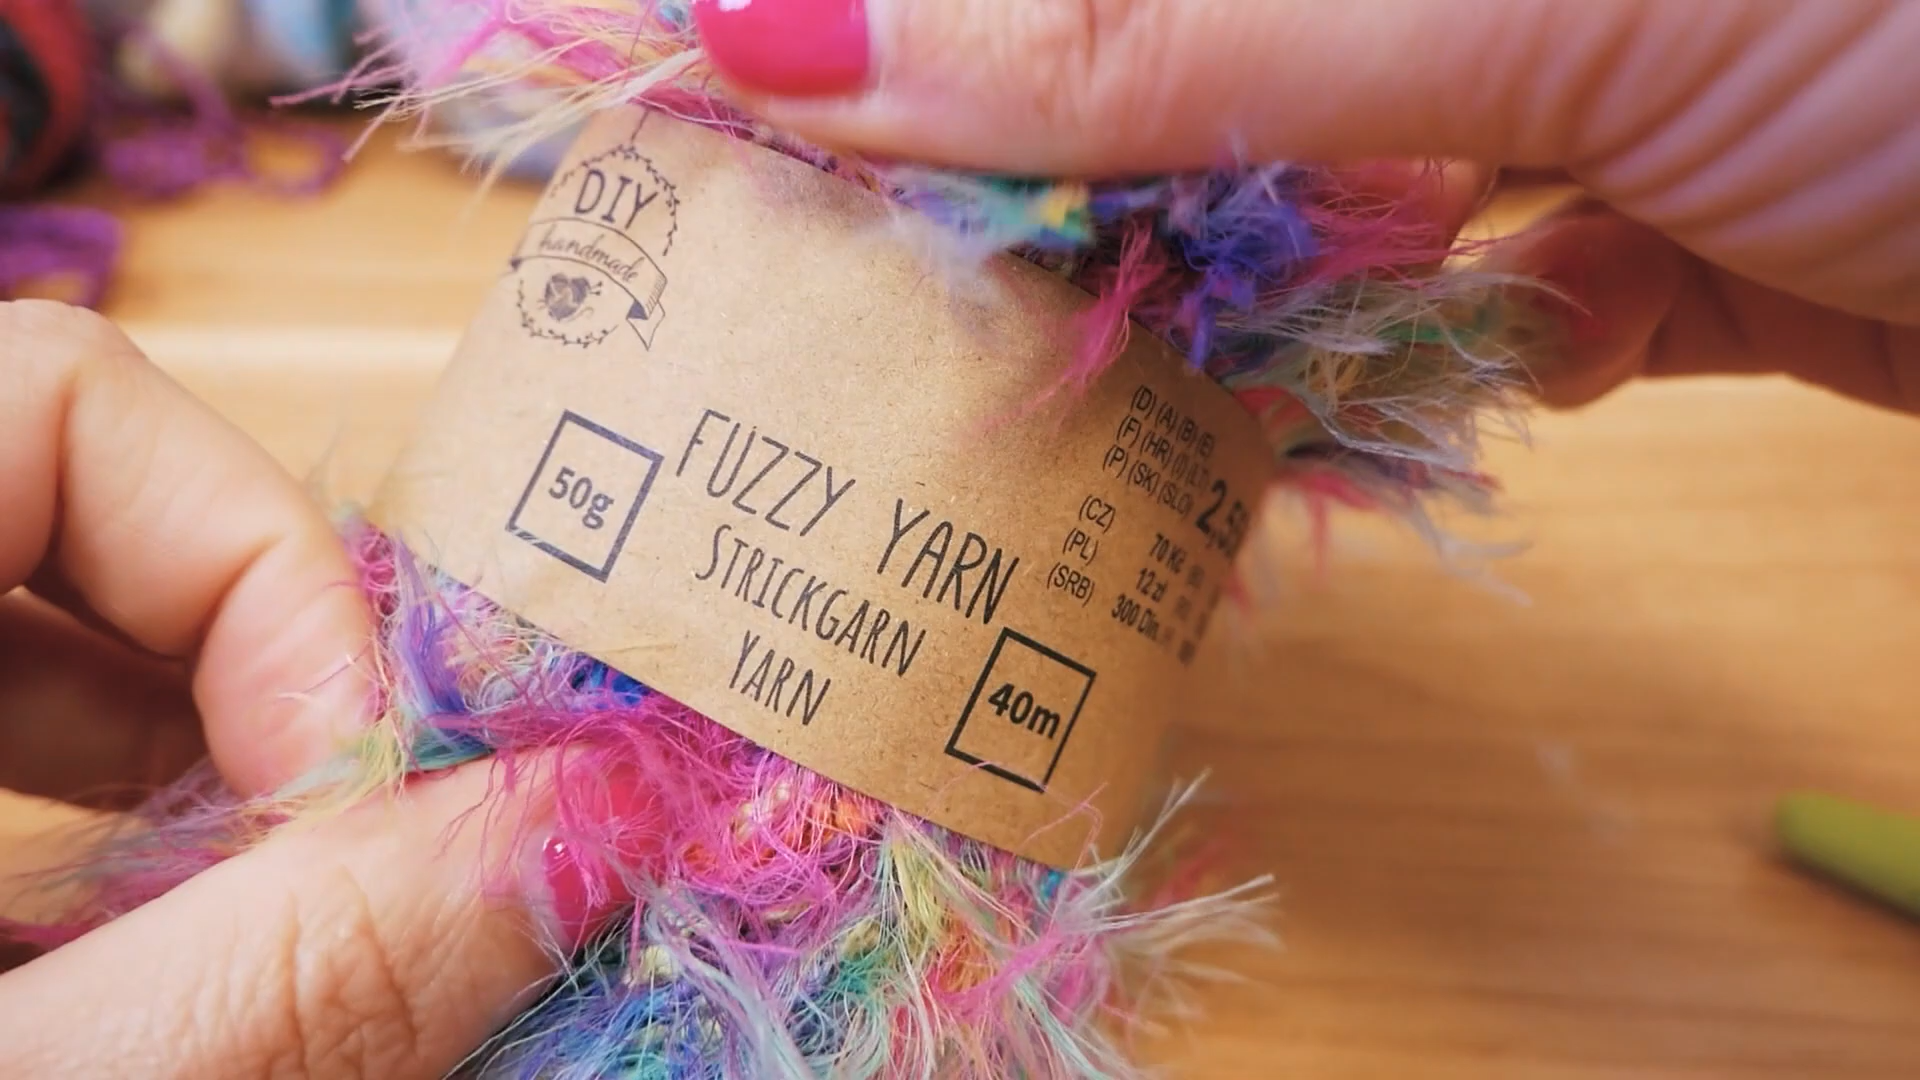 DIY
handmade
50g
FUZZY YARN
STRICKGARN
YARN
40m
(D) (A) (B) (E)
(F) (HR) (I) (LT)
(P) (SK) (SLO)
(CZ) 70 Kč
(PL) 12 zł
(SRB) 300 Din.